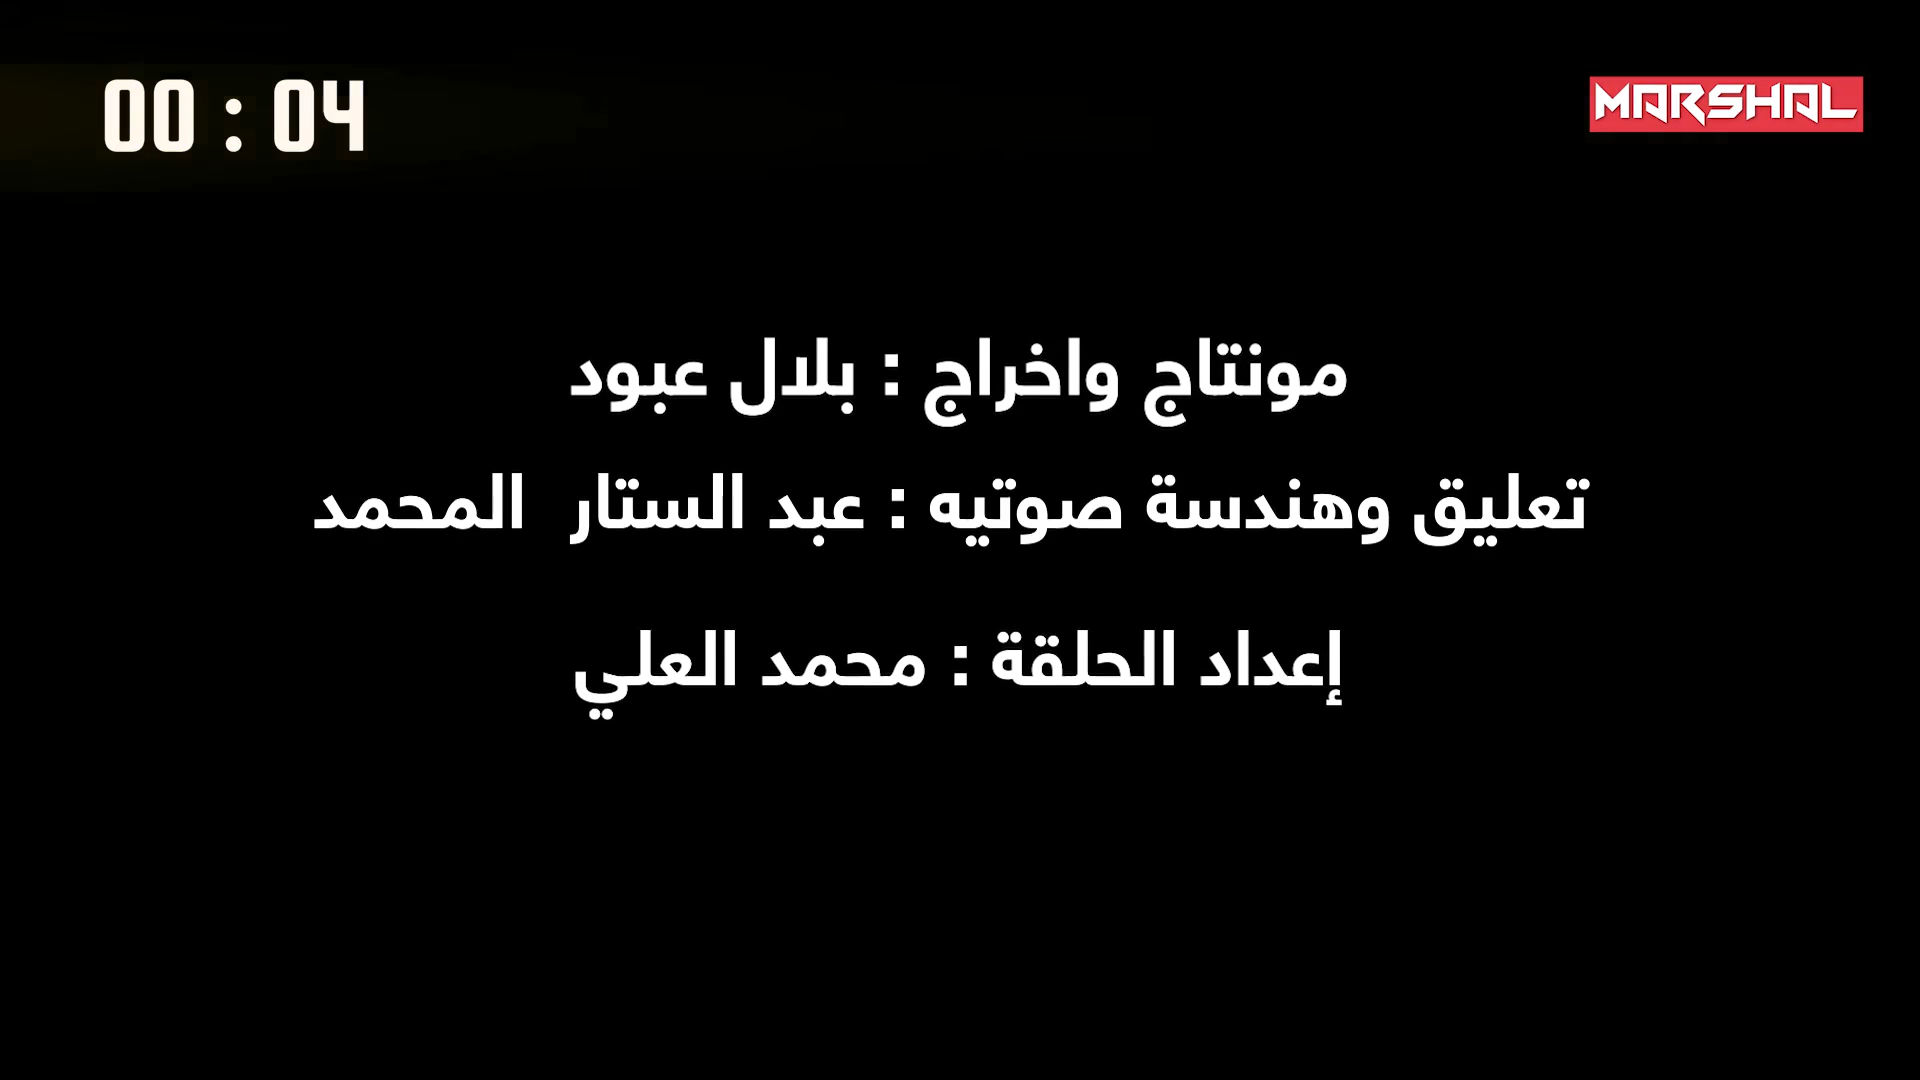 00 : 04
MARSHAL
مونتاج واخراج : بلال عبود
تعليق وهندسة صوتيه : عبد الستار المحمد
إعداد الحلقة : محمد العلي